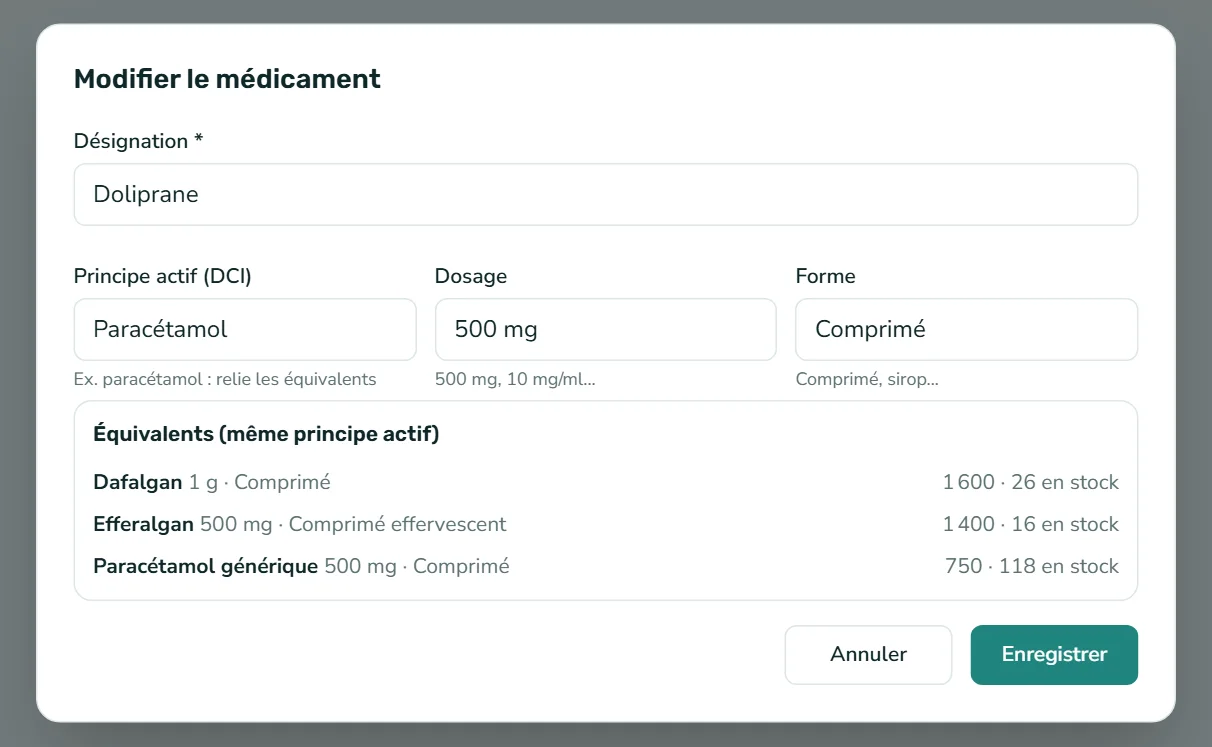 Modifier le médicament
Désignation *
Doliprane
Principe actif (DCI) Dosage Forme
Paracétamol 500 mg Comprimé
Ex. paracétamol : relie les équivalents 500 mg, 10 mg/ml... Comprimé, sirop...
Équivalents (même principe actif)
Dafalgan 1 g · Comprimé 1 600 · 26 en stock
Efferalgan 500 mg · Comprimé effervescent 1 400 · 16 en stock
Paracétamol générique 500 mg · Comprimé 750 · 118 en stock
Annuler Enregistrer